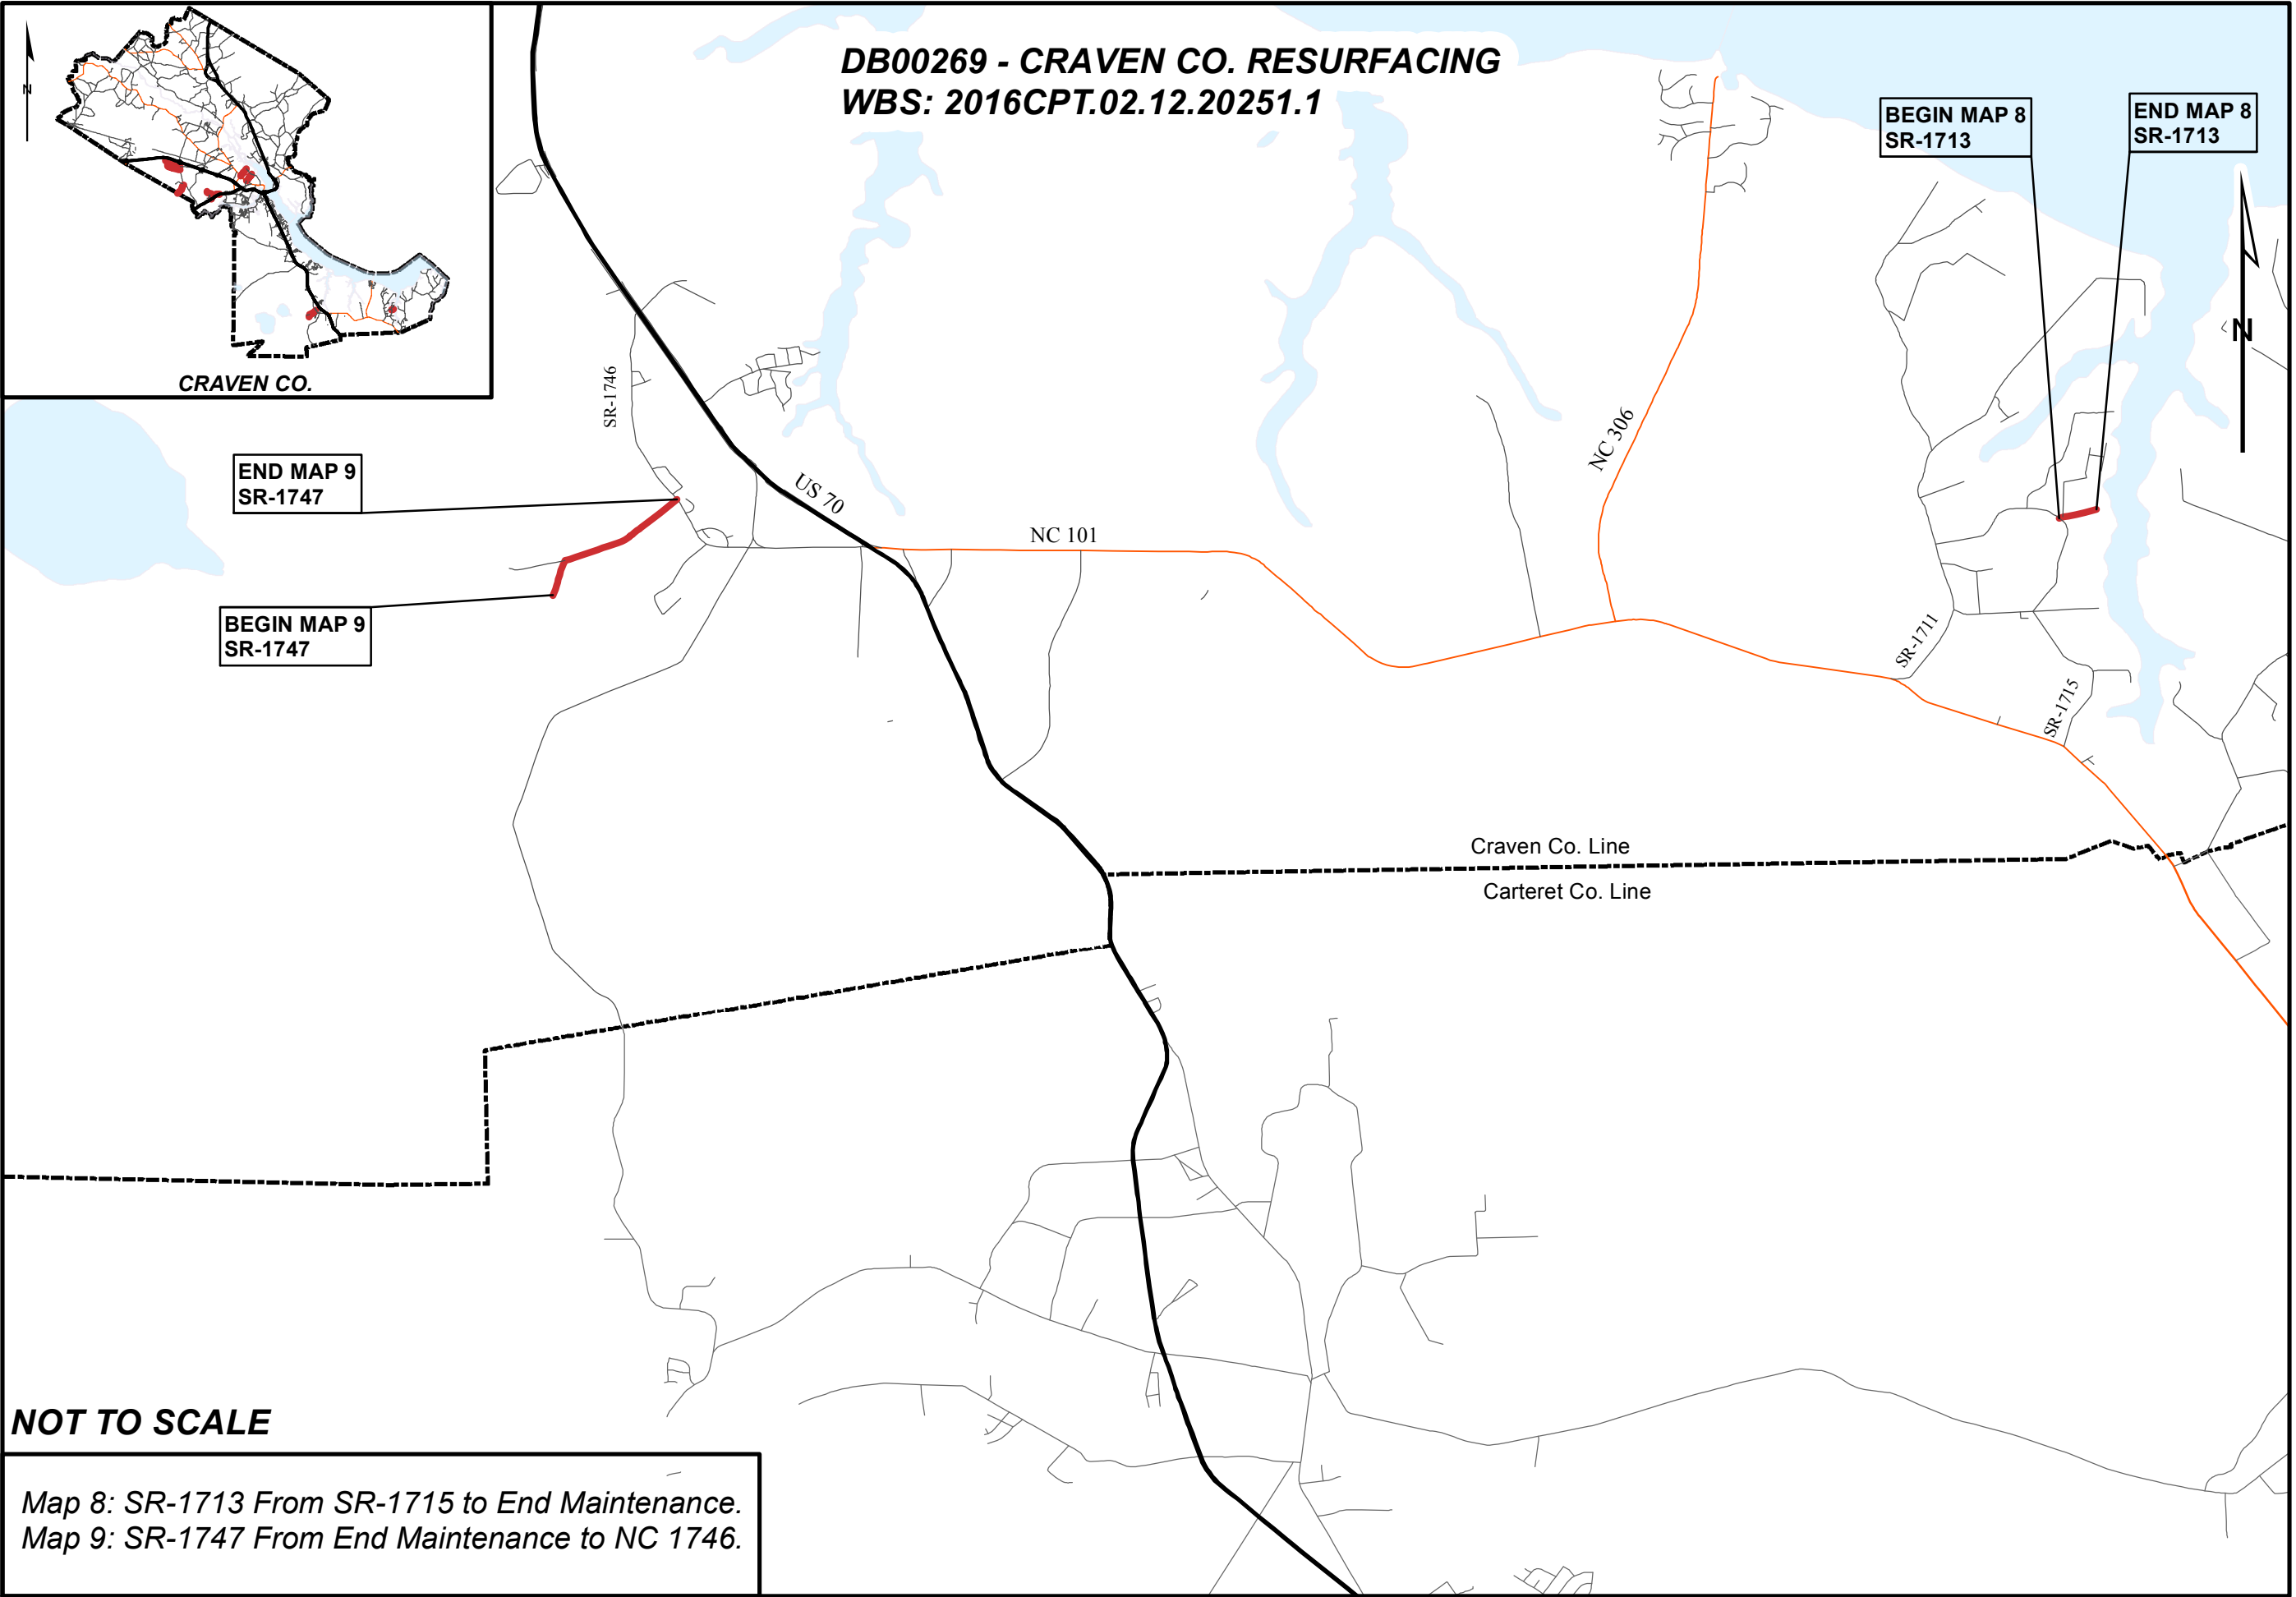 DB00269 - CRAVEN CO. RESURFACING
WBS: 2016CPT.02.12.20251.1
N
CRAVEN CO.
BEGIN MAP 8
SR-1713
END MAP 8
SR-1713
N
SR-1746
END MAP 9
SR-1747
US 70
NC 101
NC 306
BEGIN MAP 9
SR-1747
SR-1711
SR-1715
Craven Co. Line
Carteret Co. Line
NOT TO SCALE
Map 8: SR-1713 From SR-1715 to End Maintenance.
Map 9: SR-1747 From End Maintenance to NC 1746.